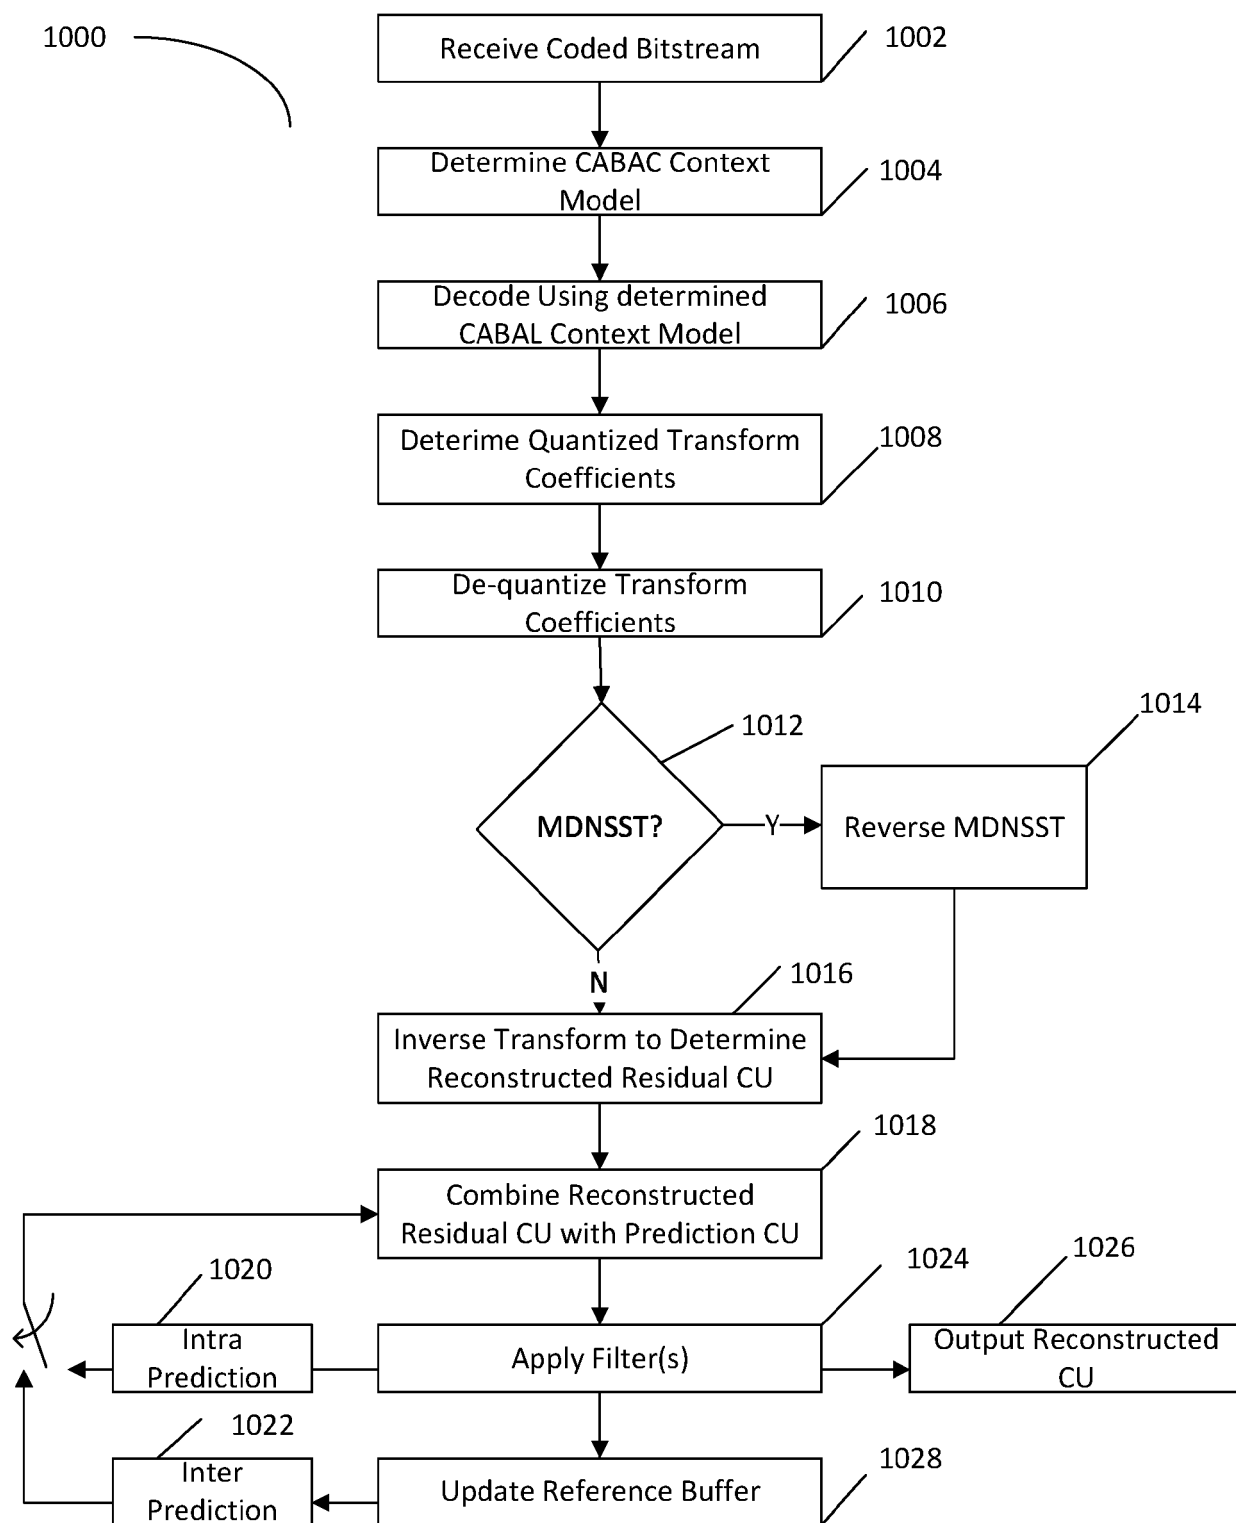 1000
Receive Coded Bitstream
1002
Determine CABAC Context
Model
1004
Decode Using determined
CABAL Context Model
1006
Deterime Quantized Transform
Coefficients
1008
De-quantize Transform
Coefficients
1010
1012
MDNSST?
Y
1014
Reverse MDNSST
N
1016
Inverse Transform to Determine
Reconstructed Residual CU
1018
Combine Reconstructed
Residual CU with Prediction CU
1020
Intra
Prediction
1024
Apply Filter(s)
1026
Output Reconstructed
CU
1022
Inter
Prediction
Update Reference Buffer
1028